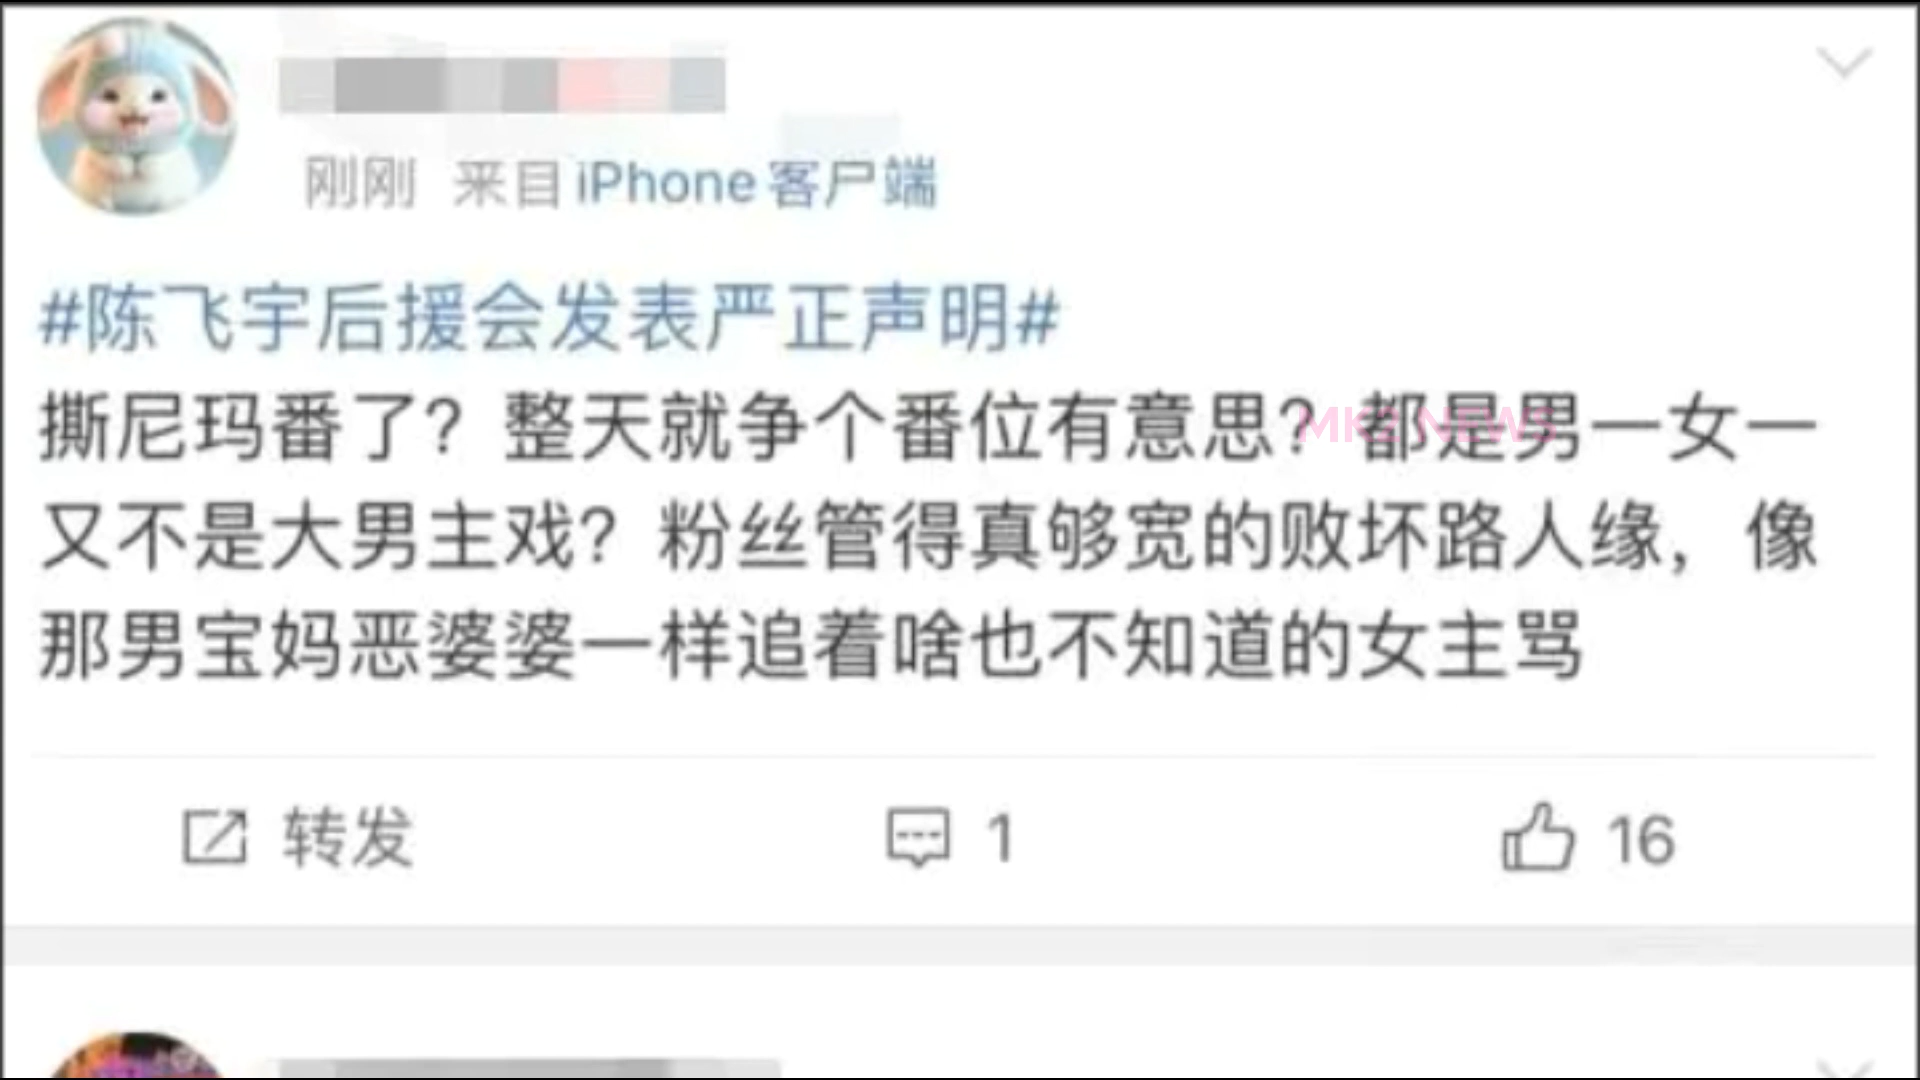 刚刚 来自 iPhone客户端
#陈飞宇后援会发表严正声明#
撕尼玛番了？整天就争个番位有意思？都是男一女一
又不是大男主戏？粉丝管得真够宽的败坏路人缘，像
那男宝妈恶婆婆一样追着啥也不知道的女主骂
MK2 NEWS
转发 1 16